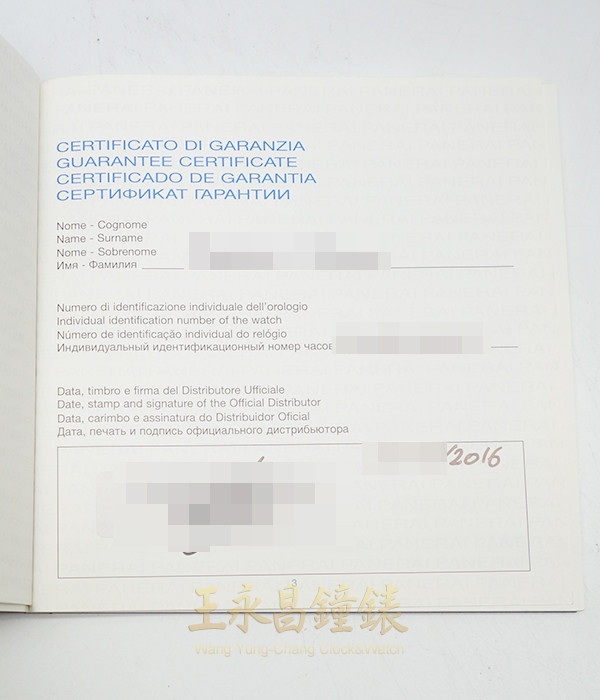 CERTIFICATO DI GARANZIA
GUARANTEE CERTIFICATE
CERTIFICADO DE GARANTIA
СЕРТИФИКАТ ГАРАНТИИ
Nome - Cognome
Name - Surname
Nome - Sobrenome
Имя - Фамилия
Numero di identificazione individuale dell'orologio
Individual identification number of the watch
Número de identificação individual do relógio
Индивидуальный идентификационный номер часов
Data, timbro e firma del Distributore Ufficiale
Date, stamp and signature of the Official Distributor
Data, carimbo e assinatura do Distribuidor Oficial
Дата, печать и подпись официального дистрибьютора
/2016
3
王永昌鐘錶
Wang Yung-Chang Clock&Watch